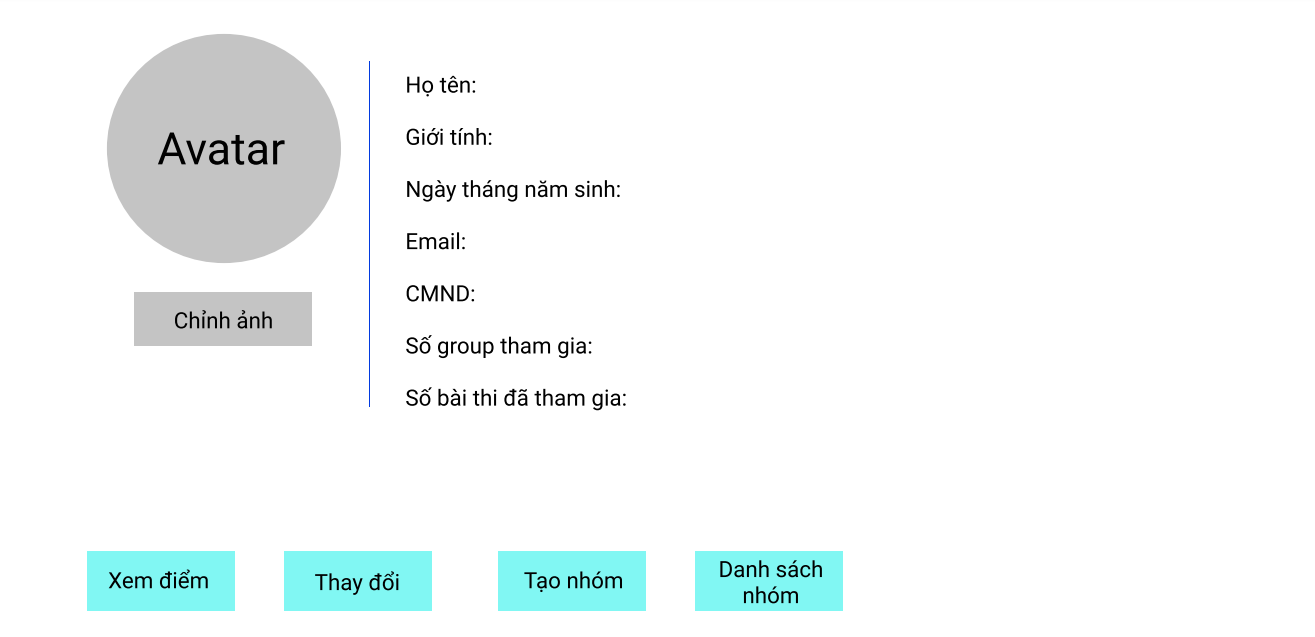 Avatar
Chỉnh ảnh
Họ tên:
Giới tính:
Ngày tháng năm sinh:
Email:
CMND:
Số group tham gia:
Số bài thi đã tham gia:
Xem điểm
Thay đổi
Tạo nhóm
Danh sách
nhóm